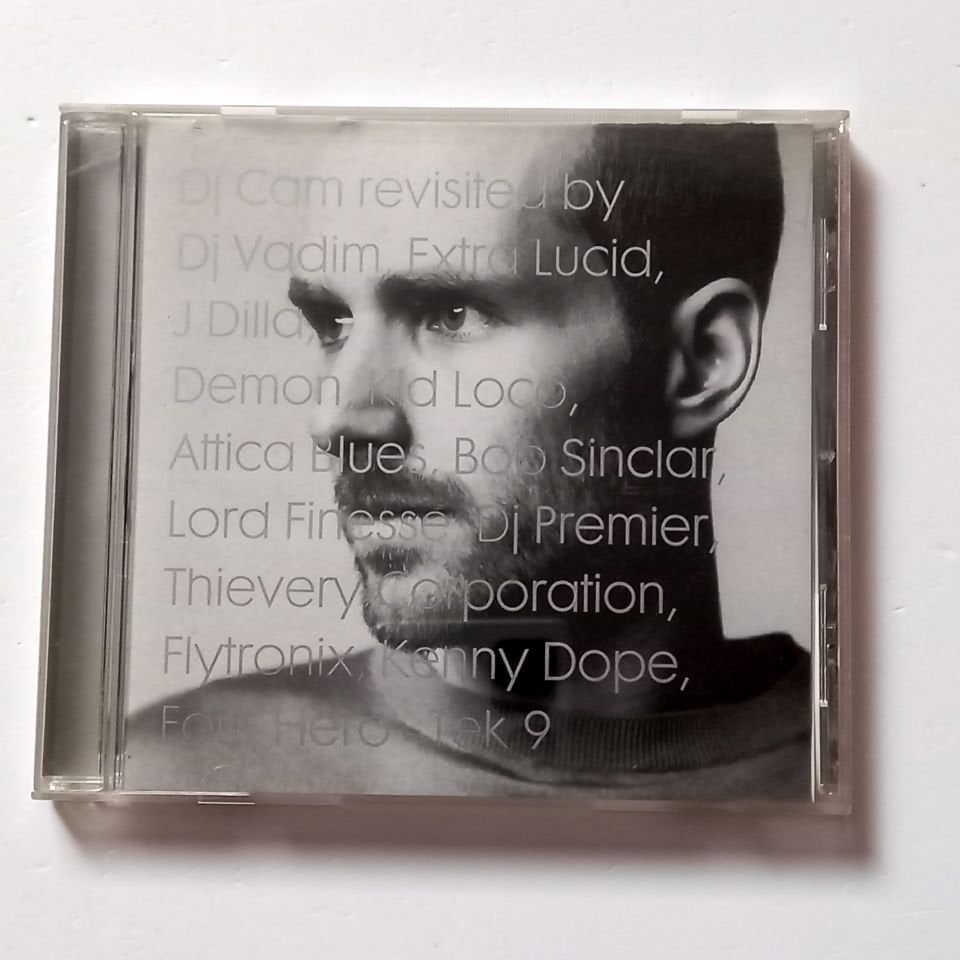 Dj Cam revisited by
Dj Vadim, Extra Lucid,
J Dilla,
Demon, Kid Loco,
Attica Blues, Bob Sinclar,
Lord Finesse, Dj Premier,
Thievery Corporation,
Flytronix, Kenny Dope,
Four Hero - Tek 9